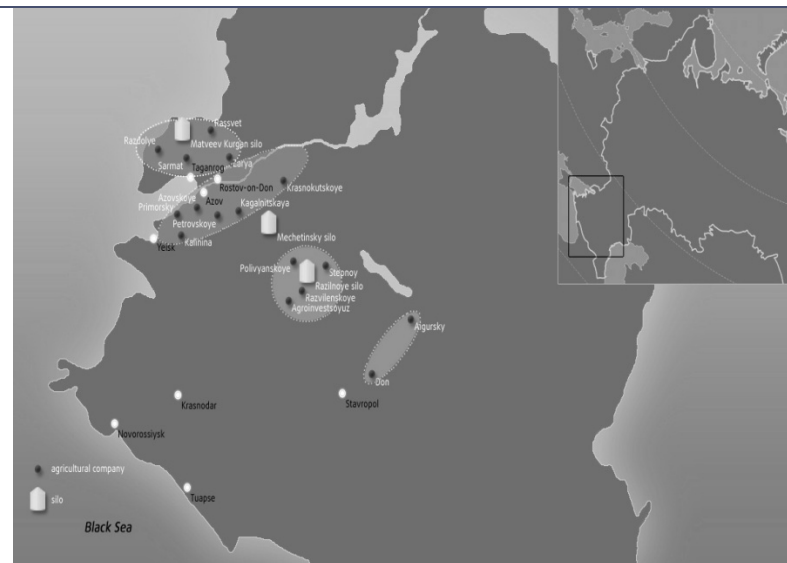 Rassvet
Razdolye
Matveev Kurgan silo
Sarmat
Zarya
Taganrog
Rostov-on-Don
Krasnokutskoye
Azovskoye
Azov
Primorsky
Kagalnitskaya
Petrovskoye
Mechetinsky silo
Yeisk
Kalinina
Polivyanskoye
Stepnoy
Razilnoye silo
Razvilenskoye
Agroinvestsoyuz
Aigursky
Don
Krasnodar
Stavropol
Novorossiysk
agricultural company
silo
Tuapse
Black Sea